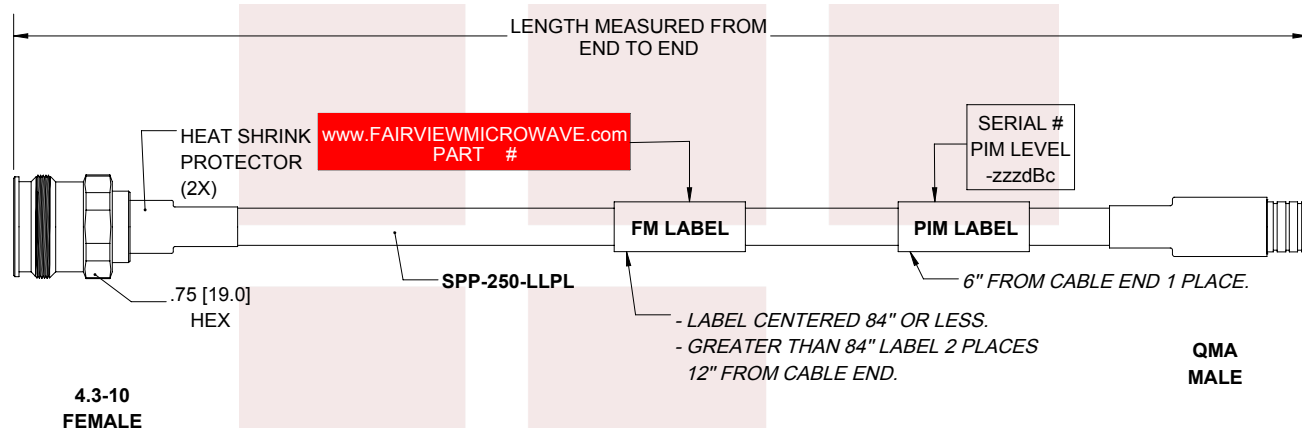 LENGTH MEASURED FROM
END TO END
HEAT SHRINK
PROTECTOR
(2X)
www.FAIRVIEWMICROWAVE.com
PART #
SERIAL #
PIM LEVEL
-zzzdBc
FM LABEL
PIM LABEL
SPP-250-LLPL
6" FROM CABLE END 1 PLACE.
.75 [19.0]
HEX
- LABEL CENTERED 84" OR LESS.
- GREATER THAN 84" LABEL 2 PLACES
12" FROM CABLE END.
QMA
MALE
4.3-10
FEMALE